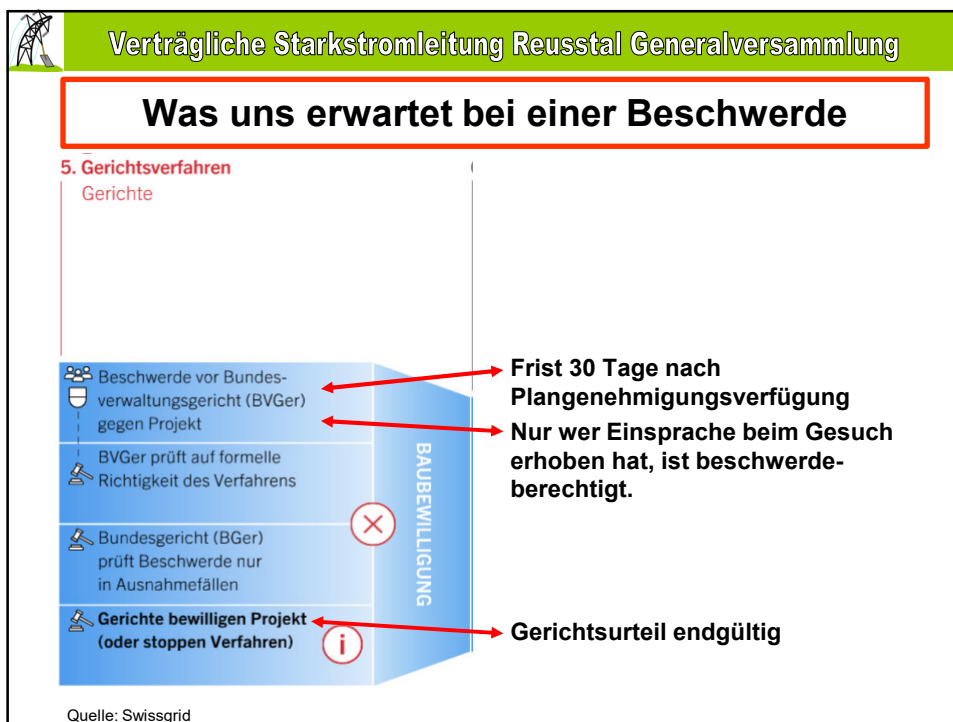 Verträgliche Starkstromleitung Reusstal Generalversammlung
Was uns erwartet bei einer Beschwerde
5. Gerichtsverfahren
Gerichte
Beschwerde vor Bundes-
verwaltungsgericht (BVGer)
gegen Projekt
BVGer prüft auf formelle
Richtigkeit des Verfahrens
Bundesgericht (BGer)
prüft Beschwerde nur
in Ausnahmefällen
Gerichte bewilligen Projekt
(oder stoppen Verfahren)
i
BAUBEWILLIGUNG
Frist 30 Tage nach
Plangenehmigungsverfügung
Nur wer Einsprache beim Gesuch
erhoben hat, ist beschwerde-
berechtigt.
Gerichtsurteil endgültig
Quelle: Swissgrid